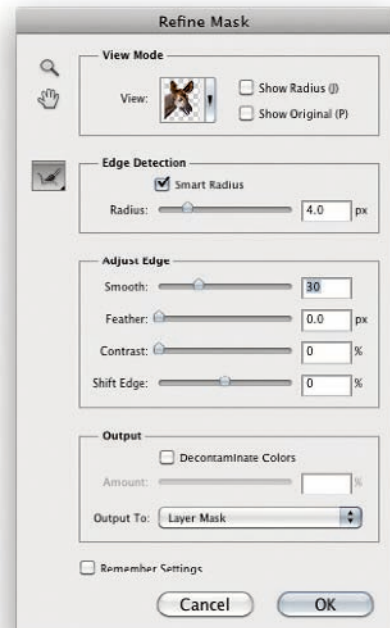 Refine Mask
View Mode
View:
Show Radius (J)
Show Original (P)
Edge Detection
Smart Radius
Radius: 4.0 px
Adjust Edge
Smooth: 30
Feather: 0.0 px
Contrast: 0 %
Shift Edge: 0 %
Output
Decontaminate Colors
Amount: %
Output To: Layer Mask
Remember Settings
Cancel OK